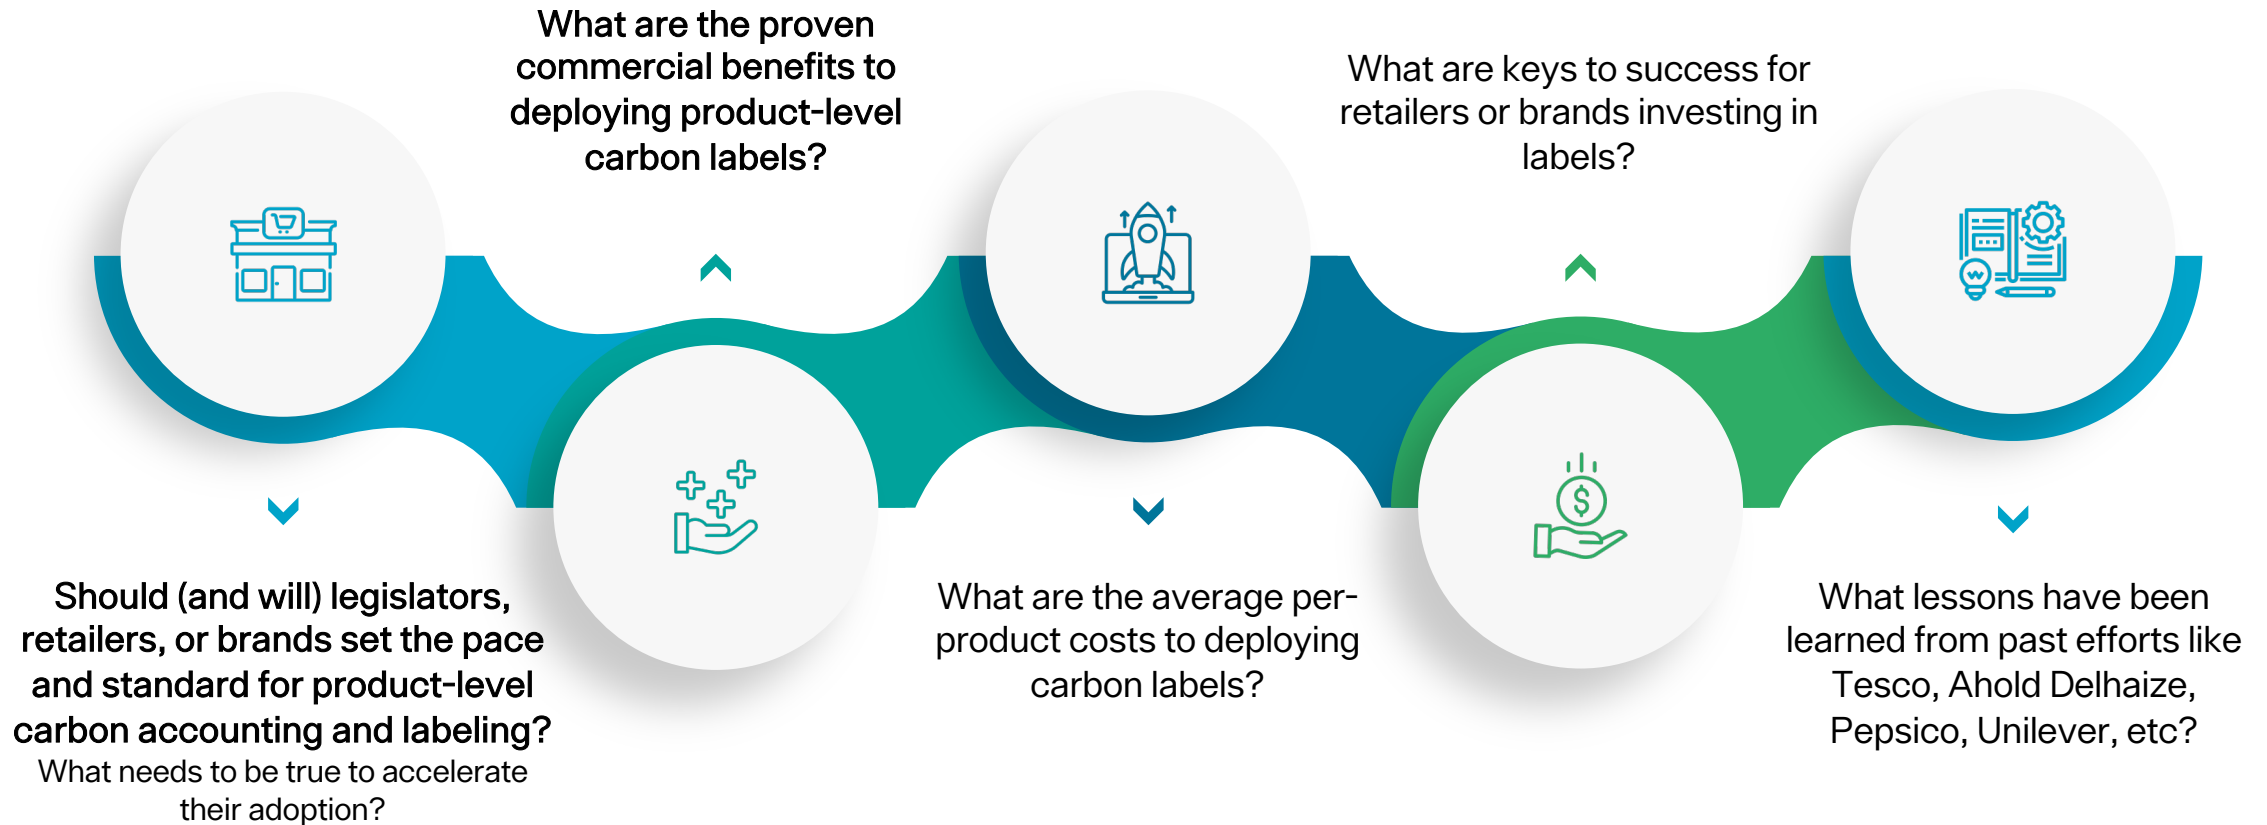 Should (and will) legislators,
retailers, or brands set the pace
and standard for product-level
carbon accounting and labeling?
What needs to be true to accelerate
their adoption?
What are the proven
commercial benefits to
deploying product-level
carbon labels?
What are the average per-
product costs to deploying
carbon labels?
What are keys to success for
retailers or brands investing in
labels?
$
What lessons have been
learned from past efforts like
Tesco, Ahold Delhaize,
Pepsico, Unilever, etc?